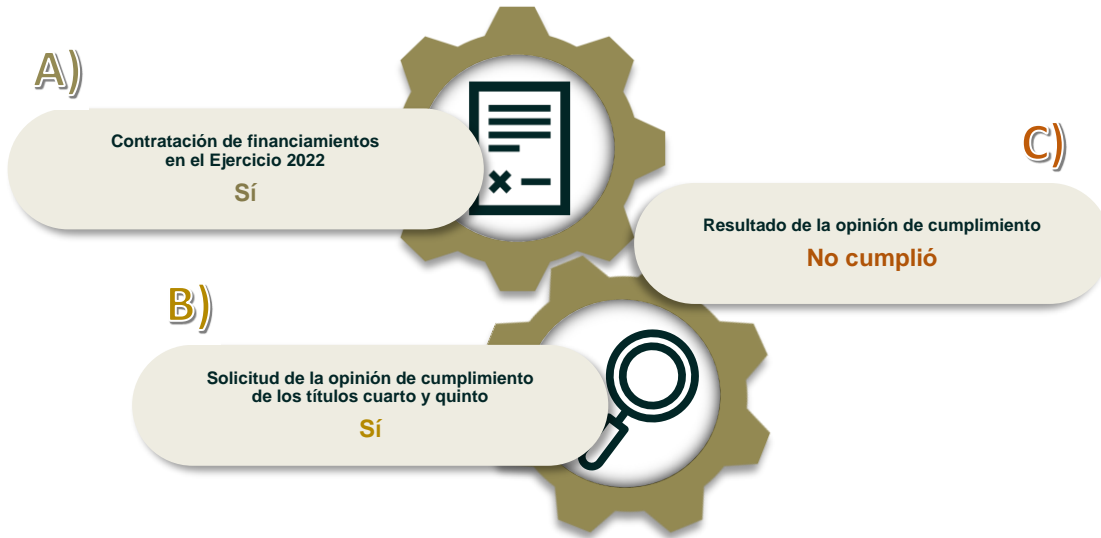 A)
Contratación de financiamientos
en el Ejercicio 2022
Sí
B)
Solicitud de la opinión de cumplimiento
de los títulos cuarto y quinto
Sí
C)
Resultado de la opinión de cumplimiento
No cumplió